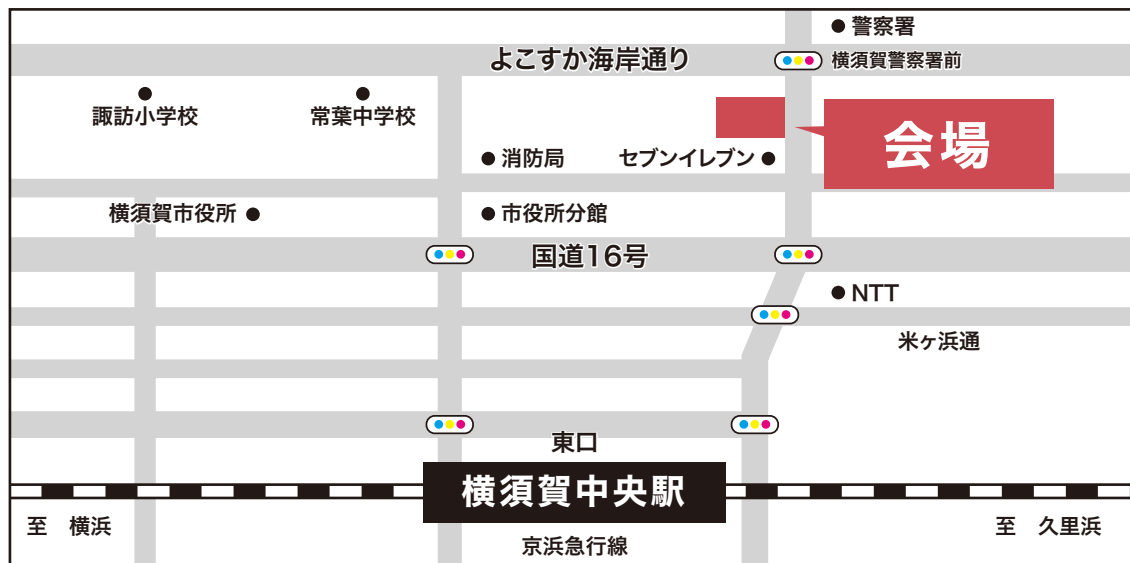 警察署
よこすか海岸通り
横須賀警察署前
諏訪小学校
常葉中学校
会場
消防局
セブンイレブン
横須賀市役所
市役所分館
国道16号
NTT
米ヶ浜通
東口
横須賀中央駅
至 横浜
至 久里浜
京浜急行線